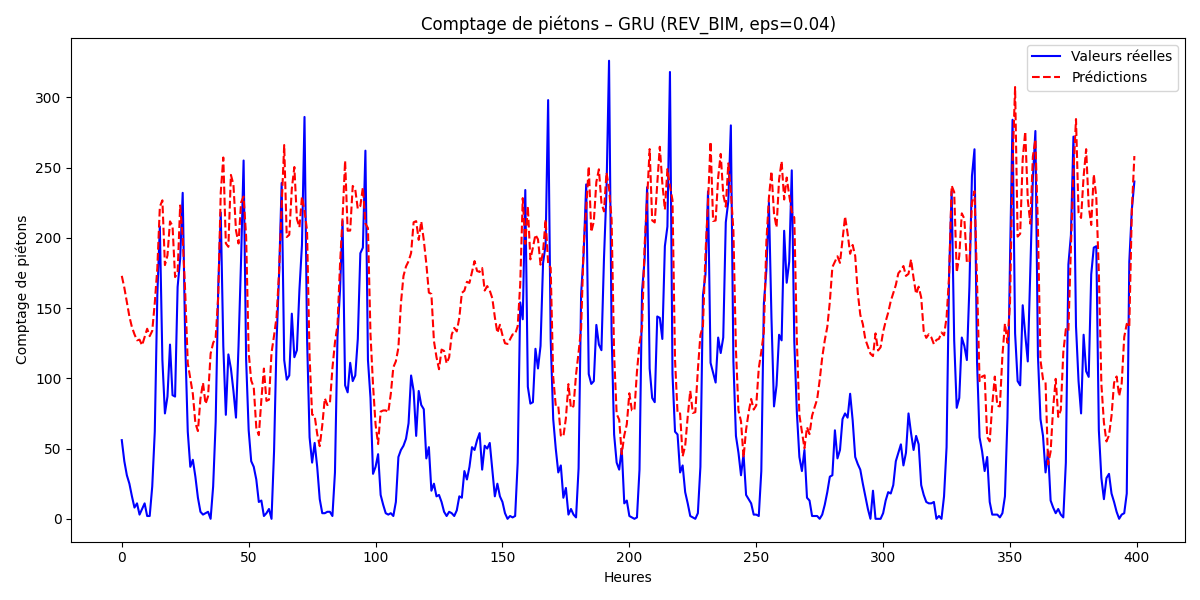 Comptage de piétons – GRU (REV_BIM, eps=0.04)
Valeurs réelles
Prédictions
Comptage de piétons
300
250
200
150
100
50
0
0 50 100 150 200 250 300 350 400
Heures